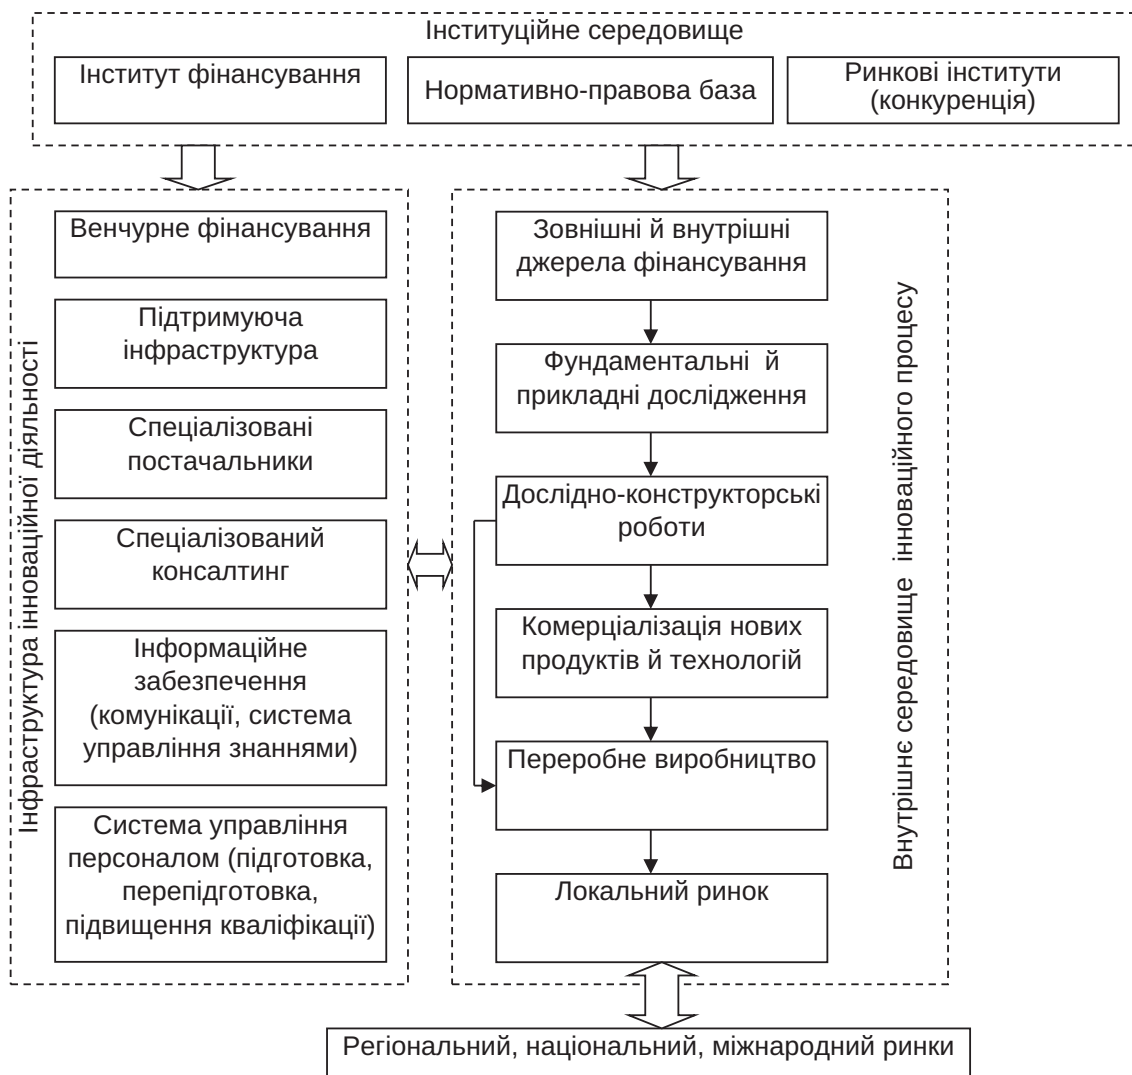 Інституційне середовище
Інститут фінансування
Нормативно-правова база
Ринкові інститути
(конкуренція)
Інфраструктура інноваційної діяльності
Венчурне фінансування
Підтримуюча
інфраструктура
Спеціалізовані
постачальники
Спеціалізований
консалтинг
Інформаційне
забезпечення
(комунікації, система
управління знаннями)
Система управління
персоналом (підготовка,
перепідготовка,
підвищення кваліфікації)
Зовнішні й внутрішні
джерела фінансування
Фундаментальні й
прикладні дослідження
Дослідно-конструкторські
роботи
Комерціалізація нових
продуктів й технологій
Переробне виробництво
Локальний ринок
Внутрішнє середовище інноваційного процесу
Регіональний, національний, міжнародний ринки